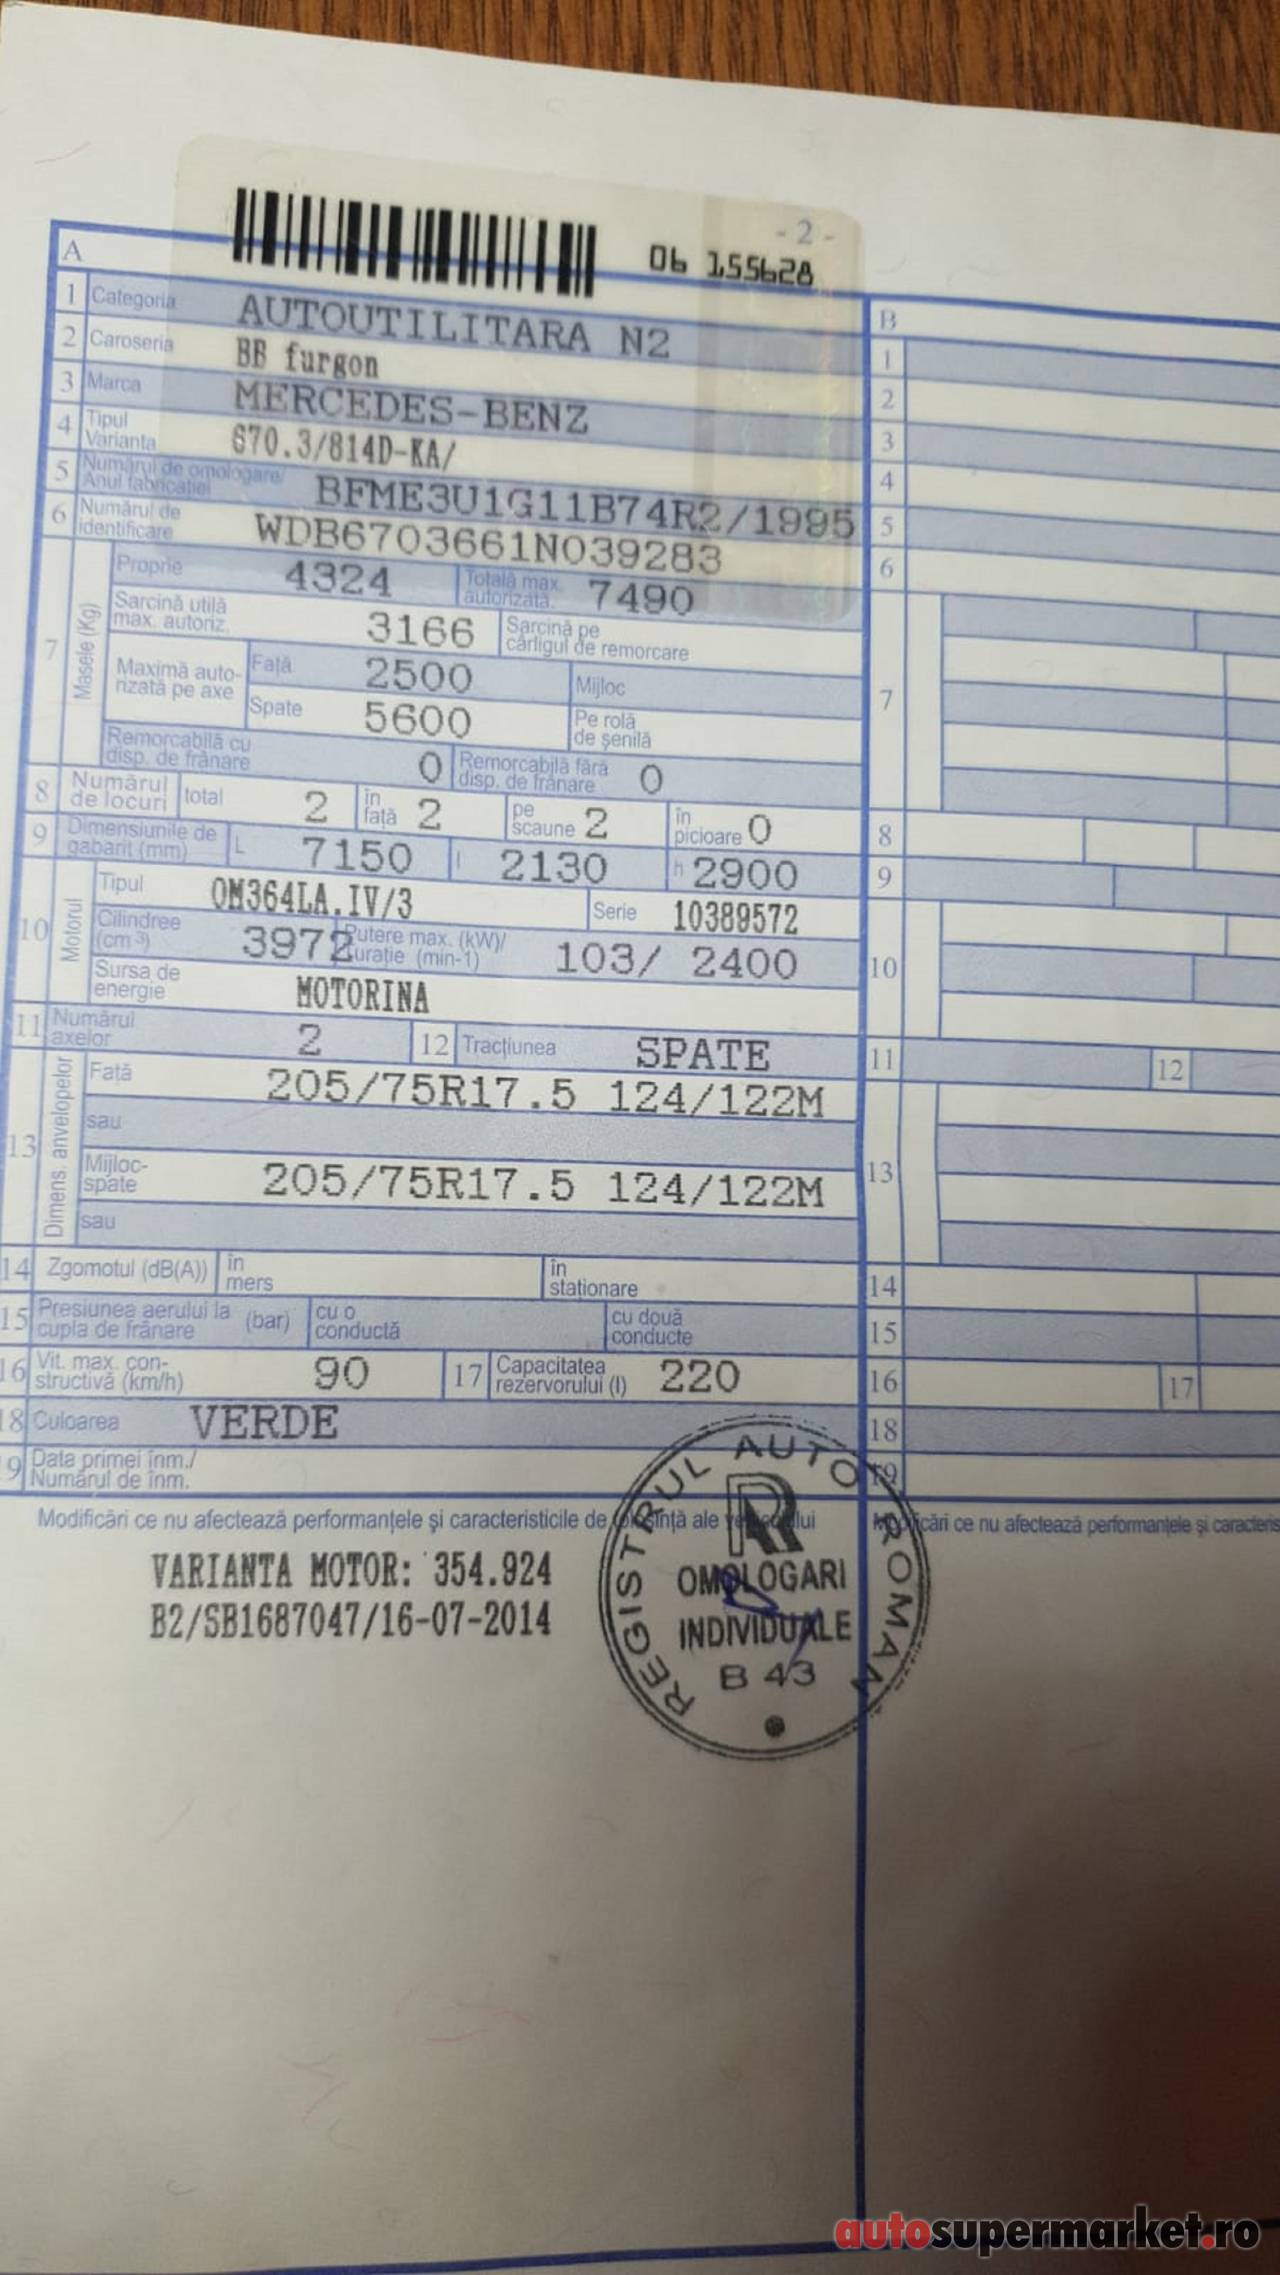 - 2 -
06 155628
A
1 Categoria AUTOUTILITARA N2
2 Caroseria BB furgon
3 Marca MERCEDES-BENZ
4 Tipul
Varianta 670.3/814D-KA/
5 Numărul de omologare/
Anul fabricației BFME3U1G11B74R2/1995
6 Numărul de
identificare WDB6703661N039283
7 Masele (Kg)
Proprie 4324 Totală max.
autorizată. 7490
Sarcină utilă
max. autoriz. 3166 Sarcină pe
cârligul de remorcare
Maximă auto-
rizată pe axe Față 2500 Mijloc
Spate 5600 Pe rolă
de șenilă
Remorcabilă cu
disp. de frânare 0 Remorcabilă fără
disp. de frânare 0
8 Numărul
de locuri total 2 în
față 2 pe
scaune 2 în
picioare 0
9 Dimensiunile de
gabarit (mm) L 7150 l 2130 h 2900
10 Motorul
Tipul OM364LA.IV/3 Serie 10389572
Cilindree
(cm 3) 3972 Putere max. (kW)/
turație (min-1) 103/ 2400
Sursa de
energie MOTORINA
11 Numărul
axelor 2 12 Tracțiunea SPATE
13 Dimens. anvelopelor
Față 205/75R17.5 124/122M
sau
Mijloc-
spate 205/75R17.5 124/122M
sau
14 Zgomotul (dB(A)) în
mers în
staționare
15 Presiunea aerului la
cupla de frânare (bar) cu o
conductă cu două
conducte
16 Vit. max. con-
structivă (km/h) 90 17 Capacitatea
rezervorului (l) 220
18 Culoarea VERDE
19 Data primei înm./
Numărul de înm.
Modificări ce nu afectează performanțele și caracteristicile de folosință ale vehiculului
VARIANTA MOTOR: 354.924
B2/SB1687047/16-07-2014
REGISTRUL AUTO ROMAN
RR
OMOLOGARI
INDIVIDUALE
B 43
B
1
2
3
4
5
6
7
8
9
10
11 12
13
14
15
16 17
18
19
Modificări ce nu afectează performanțele și caracteris
autosupermarket.ro